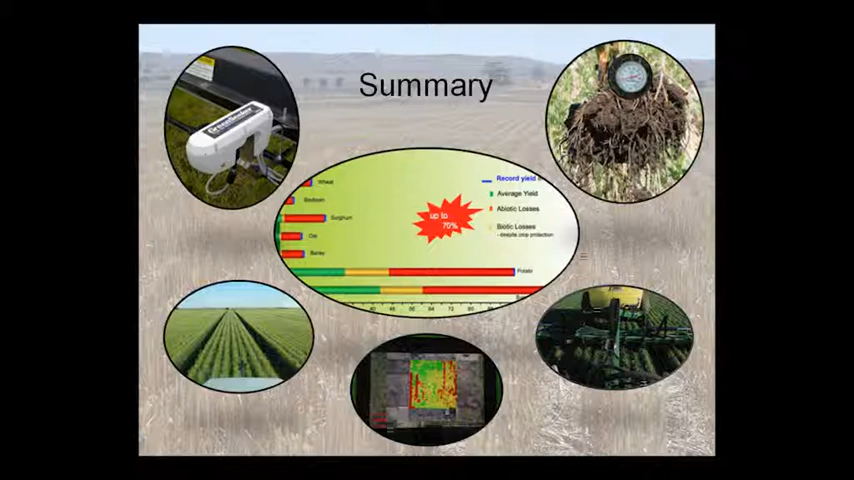 Summary
GreenSeeker
Wheat
Soybean
Sorghum
Oat
Barley
Potato
up to
70%
Record yield
Average Yield
Abiotic Losses
Biotic Losses
- despite crop protection